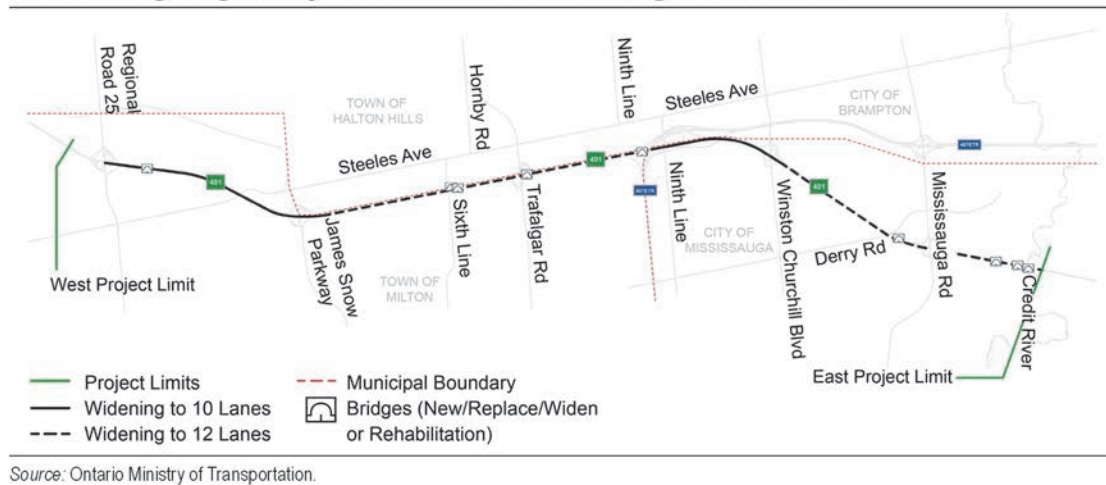 Regional
Road 25
TOWN OF
HALTON HILLS
Hornby Rd
Ninth Line
Steeles Ave
CITY OF
BRAMPTON
Steeles Ave
401
401
407ETR
407ETR
401
West Project Limit
James Snow
Parkway
TOWN OF
MILTON
Sixth Line
Trafalgar Rd
Ninth Line
CITY OF
MISSISSAUGA
Winston Churchill Blvd
Derry Rd
Mississauga Rd
Credit River
East Project Limit
Project Limits
Widening to 10 Lanes
Widening to 12 Lanes
Municipal Boundary
Bridges (New/Replace/Widen
or Rehabilitation)
Source: Ontario Ministry of Transportation.